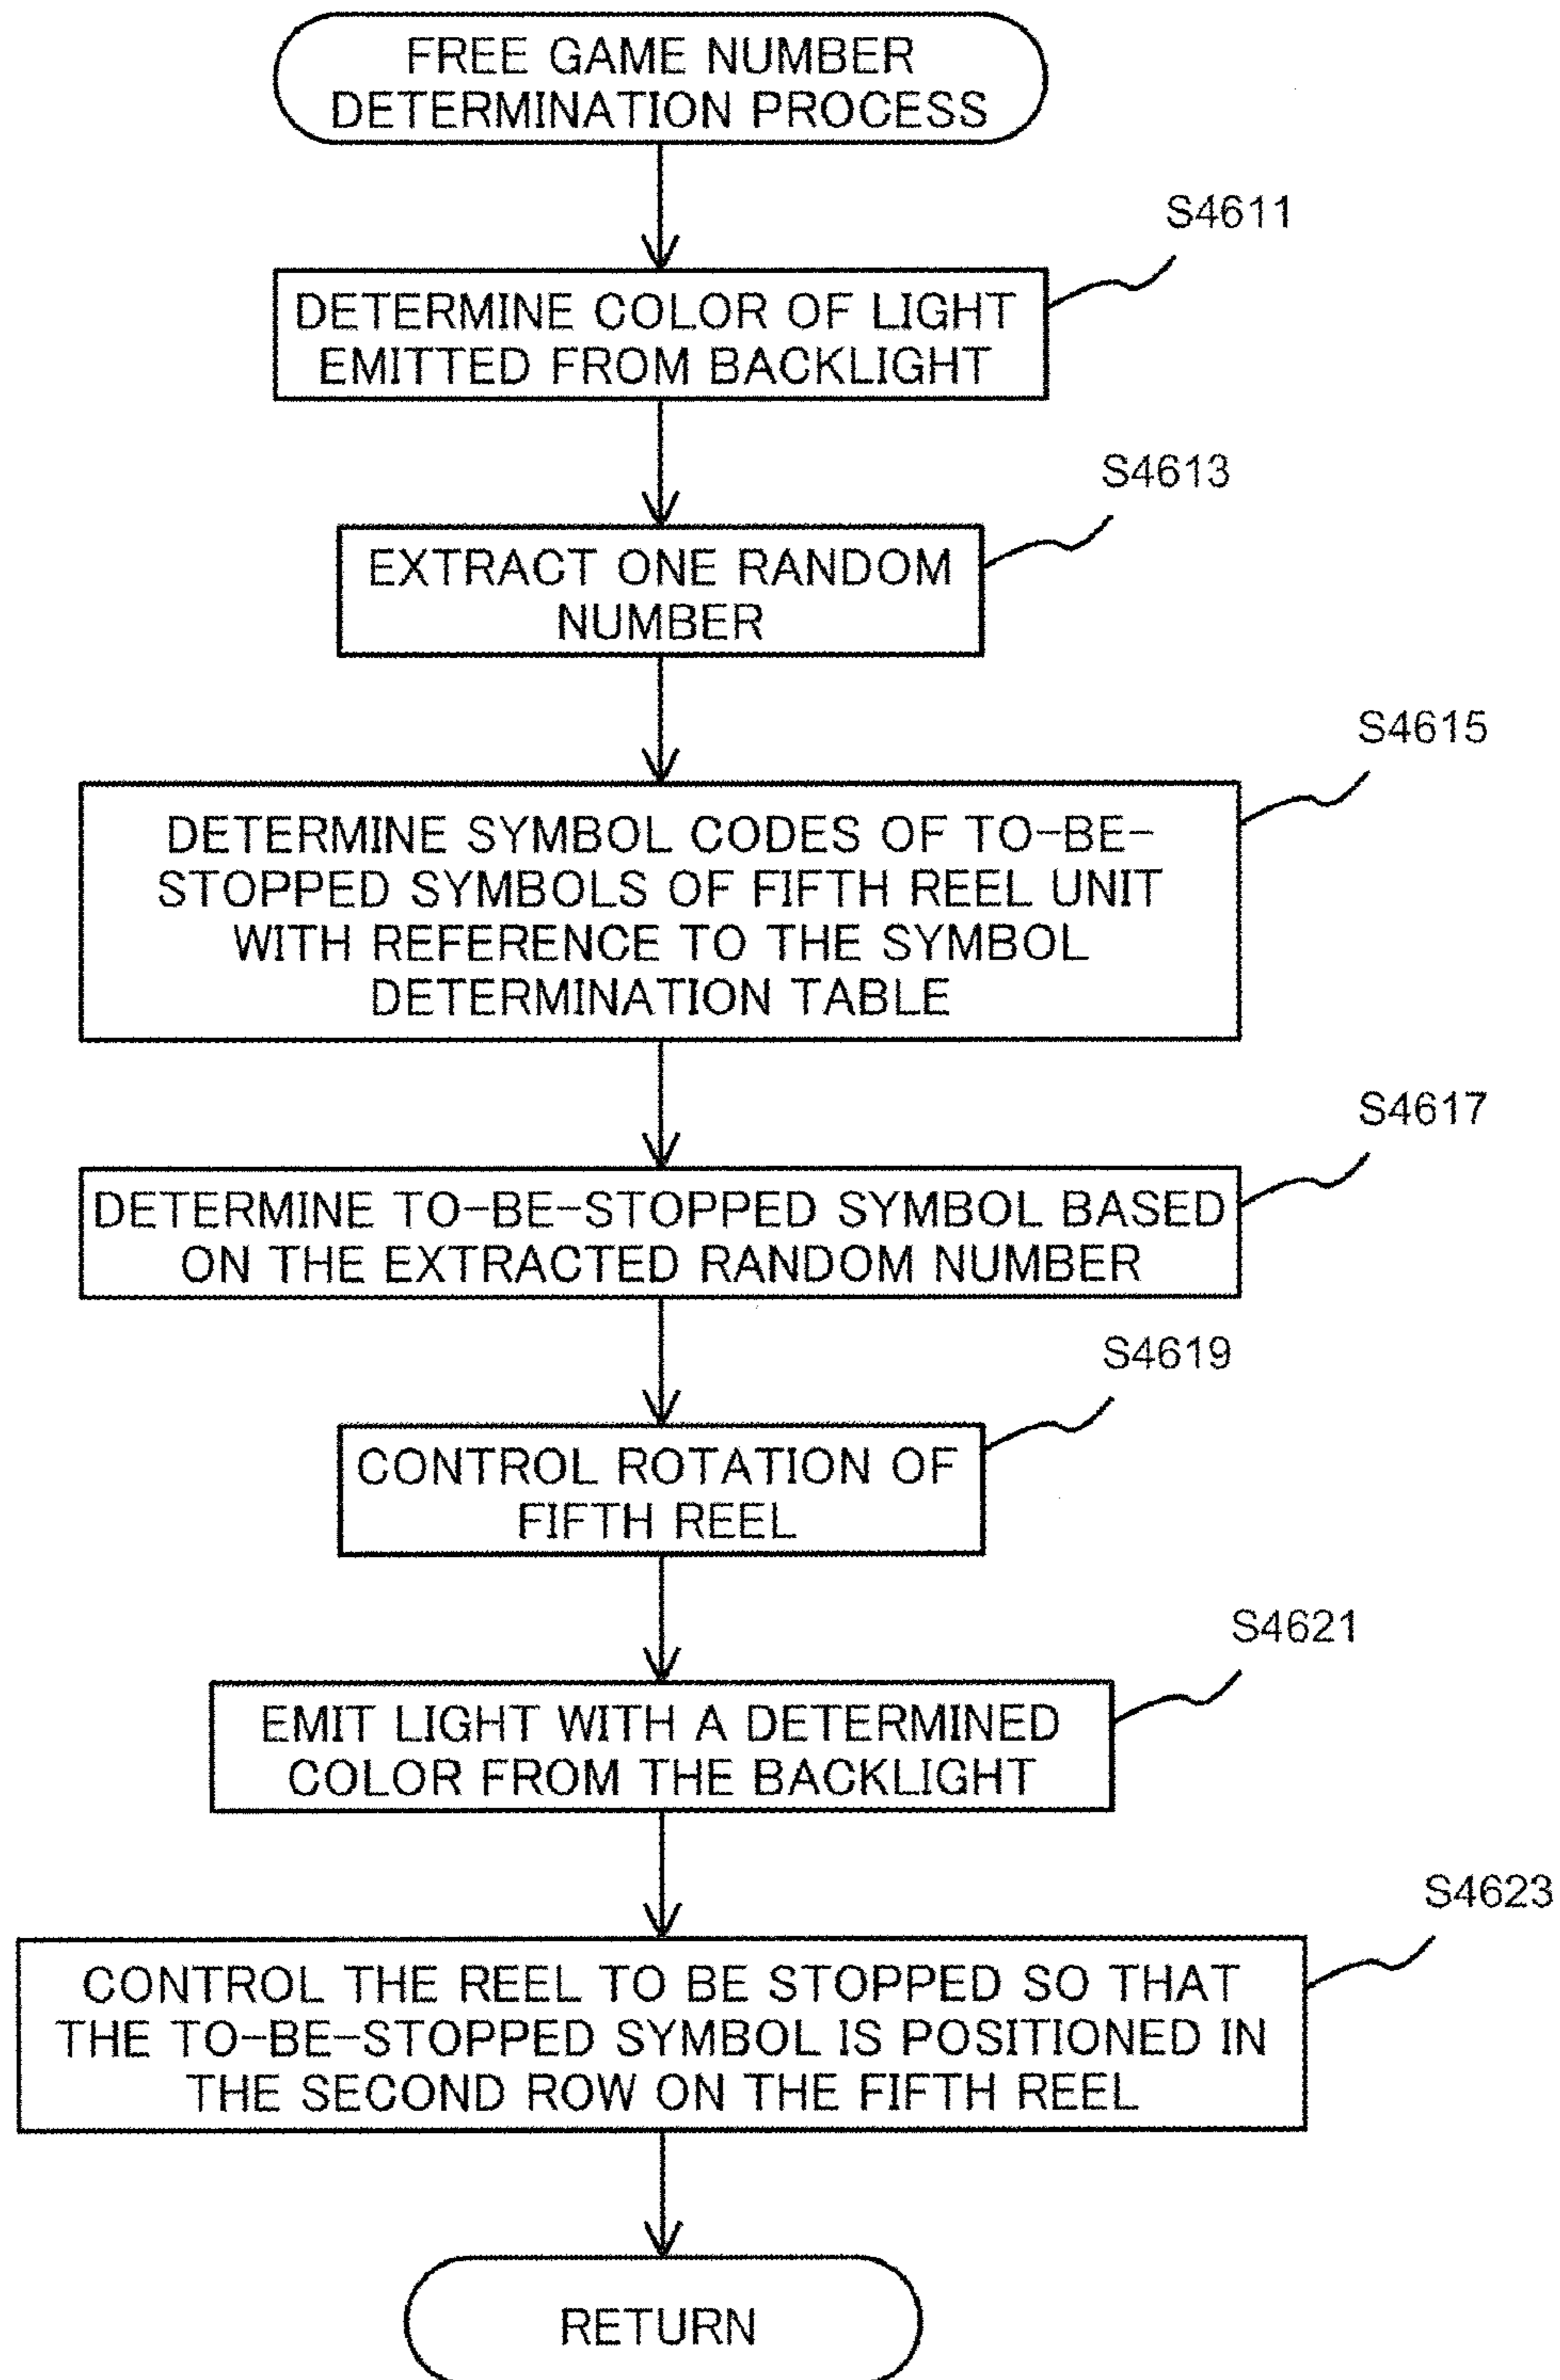 FREE GAME NUMBER
DETERMINATION PROCESS
S4611
DETERMINE COLOR OF LIGHT
EMITTED FROM BACKLIGHT
S4613
EXTRACT ONE RANDOM
NUMBER
S4615
DETERMINE SYMBOL CODES OF TO-BE-
STOPPED SYMBOLS OF FIFTH REEL UNIT
WITH REFERENCE TO THE SYMBOL
DETERMINATION TABLE
S4617
DETERMINE TO-BE-STOPPED SYMBOL BASED
ON THE EXTRACTED RANDOM NUMBER
S4619
CONTROL ROTATION OF
FIFTH REEL
S4621
EMIT LIGHT WITH A DETERMINED
COLOR FROM THE BACKLIGHT
S4623
CONTROL THE REEL TO BE STOPPED SO THAT
THE TO-BE-STOPPED SYMBOL IS POSITIONED IN
THE SECOND ROW ON THE FIFTH REEL
RETURN